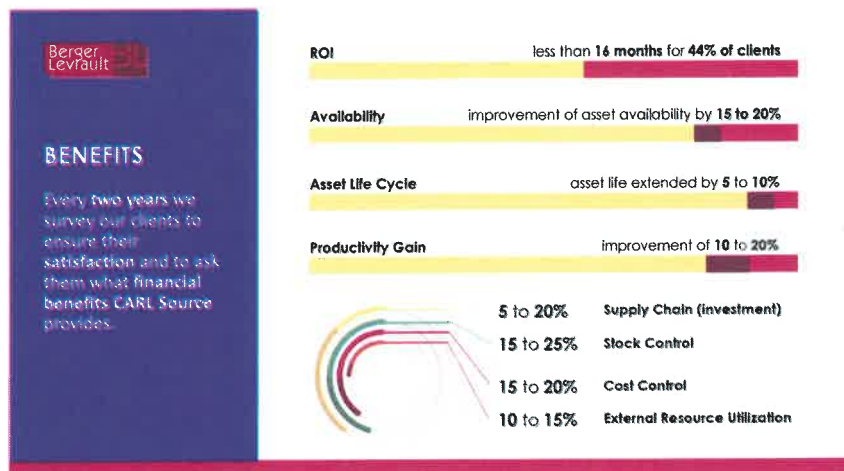 Berger
Levrault
BENEFITS
Every two years we
survey our clients to
ensure their
satisfaction and to ask
them what financial
benefits CARL Source
provides.
ROI less than 16 months for 44% of clients
Availability improvement of asset availability by 15 to 20%
Asset Life Cycle asset life extended by 5 to 10%
Productivity Gain improvement of 10 to 20%
5 to 20% Supply Chain (investment)
15 to 25% Stock Control
15 to 20% Cost Control
10 to 15% External Resource Utilization